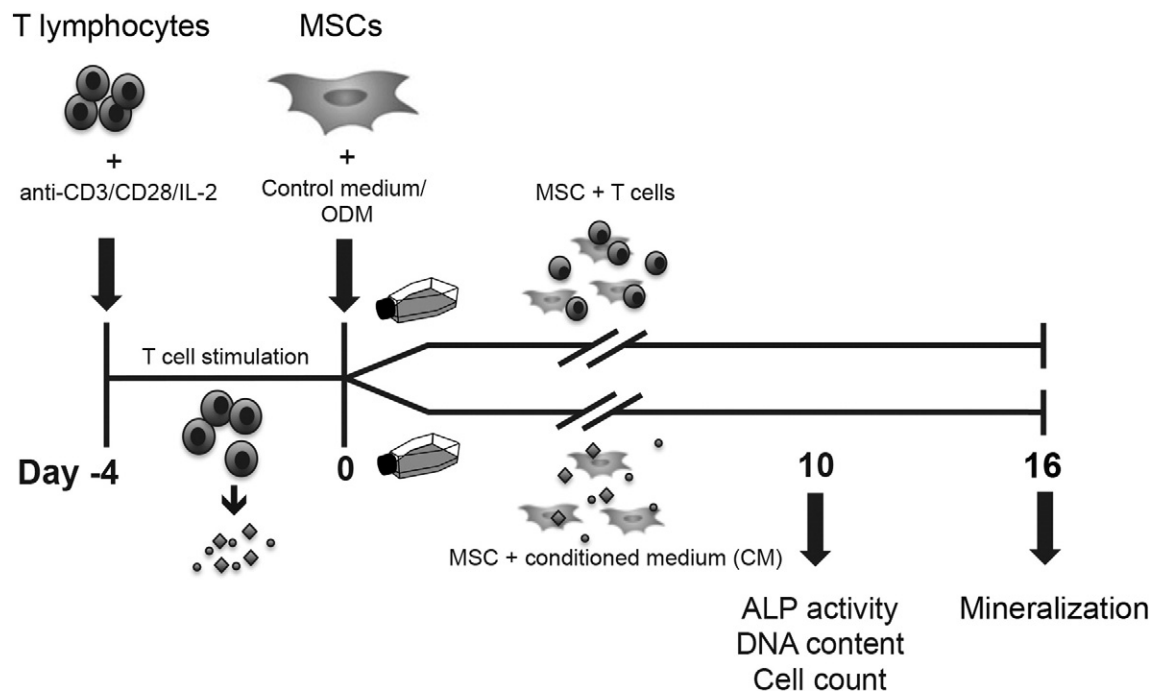 T lymphocytes
MSCs
+
+
anti-CD3/CD28/IL-2
Control medium/
ODM
MSC + T cells
T cell stimulation
Day -4
0
10
16
MSC + conditioned medium (CM)
ALP activity
DNA content
Cell count
Mineralization